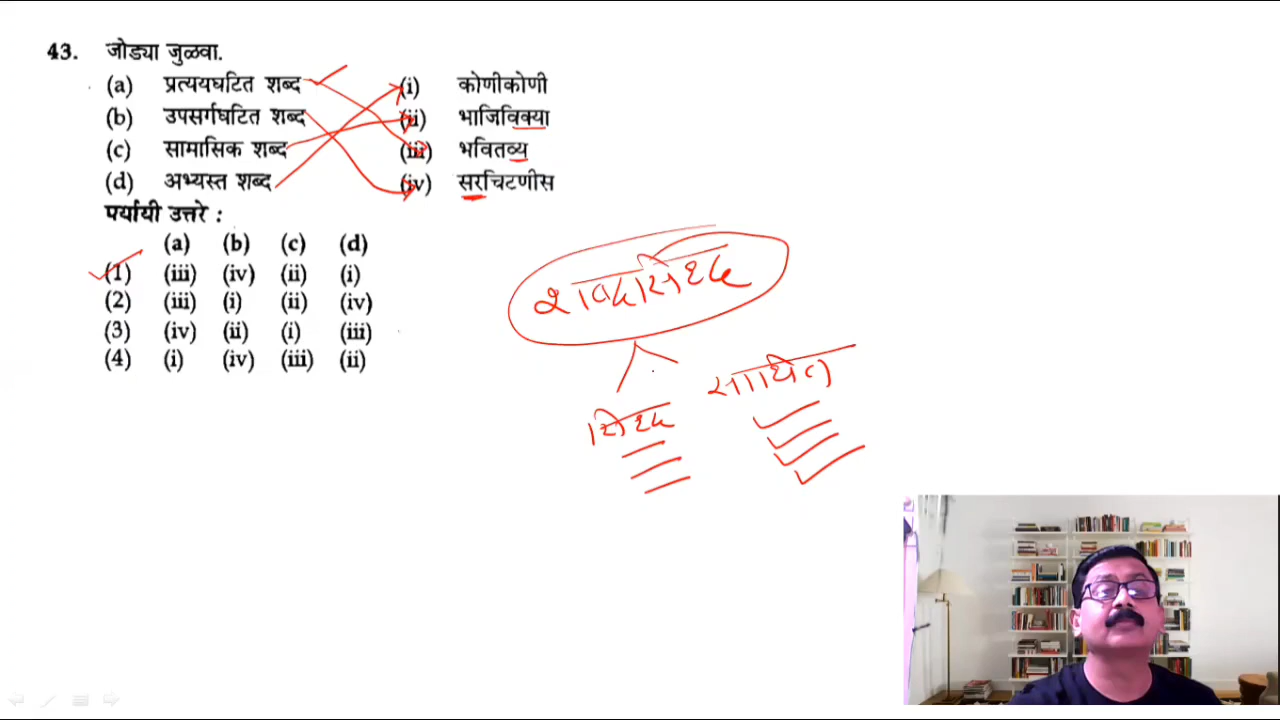 43. जोड्या जुळवा.
(a) प्रत्ययघटित शब्द (i) कोणीकोणी
(b) उपसर्गघटित शब्द (ii) भाजिविक्या
(c) सामासिक शब्द (iii) भवितव्य
(d) अभ्यस्त शब्द (iv) सरचिटणीस
पर्यायी उत्तरे :
(a) (b) (c) (d)
(1) (iii) (iv) (ii) (i)
(2) (iii) (i) (ii) (iv)
(3) (iv) (ii) (i) (iii)
(4) (i) (iv) (iii) (ii)
शब्दसिध्द
सिध्द साधित